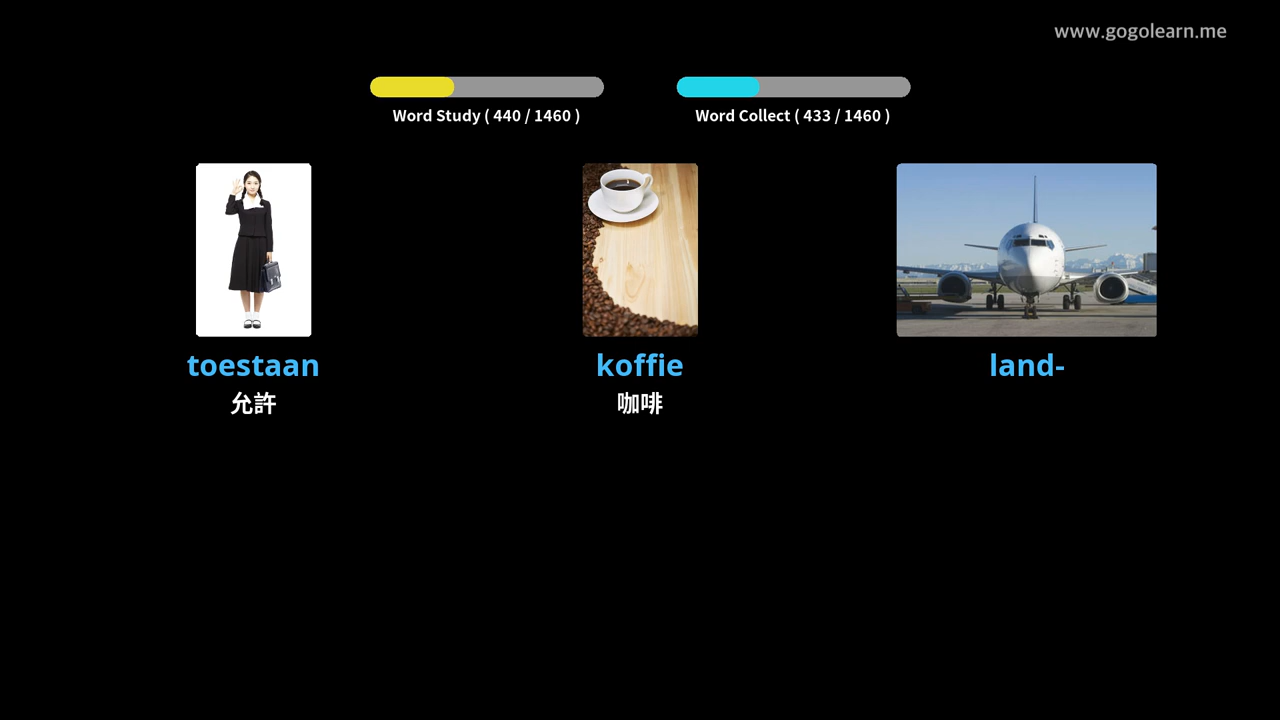 www.gogolearn.me
Word Study ( 440 / 1460 )
Word Collect ( 433 / 1460 )
toestaan
允許
koffie
咖啡
land-